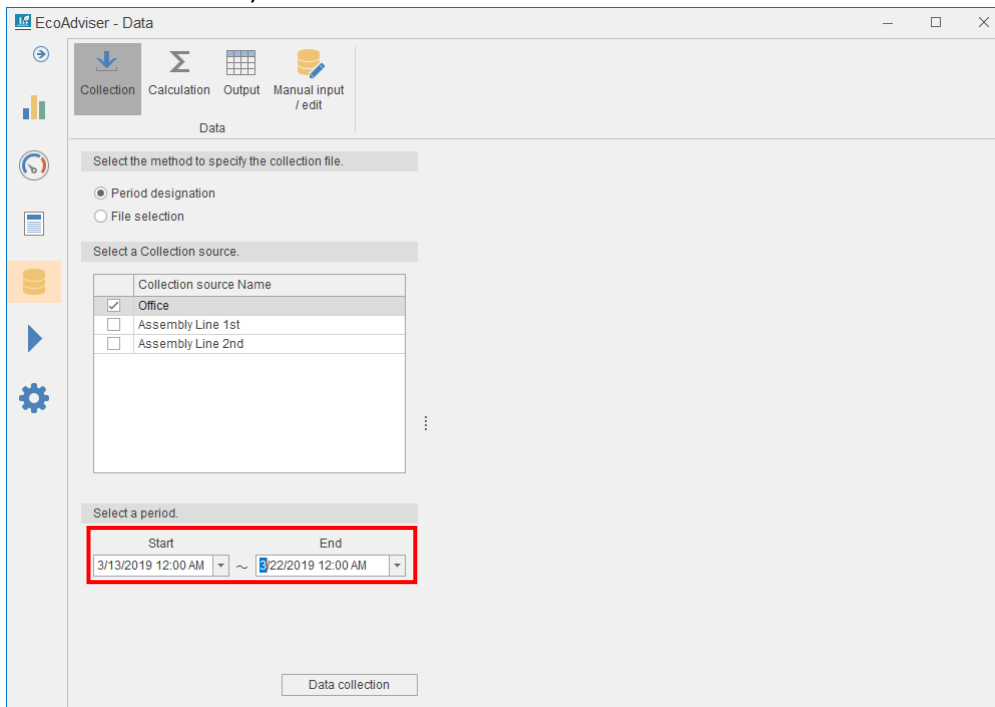 EcoAdviser - Data
Collection
Calculation
Output
Manual input
/ edit
Data
Select the method to specify the collection file.
Period designation
File selection
Select a Collection source.
Collection source Name
Office
Assembly Line 1st
Assembly Line 2nd
Select a period.
Start
End
3/13/2019 12:00 AM ~ 3/22/2019 12:00 AM
Data collection